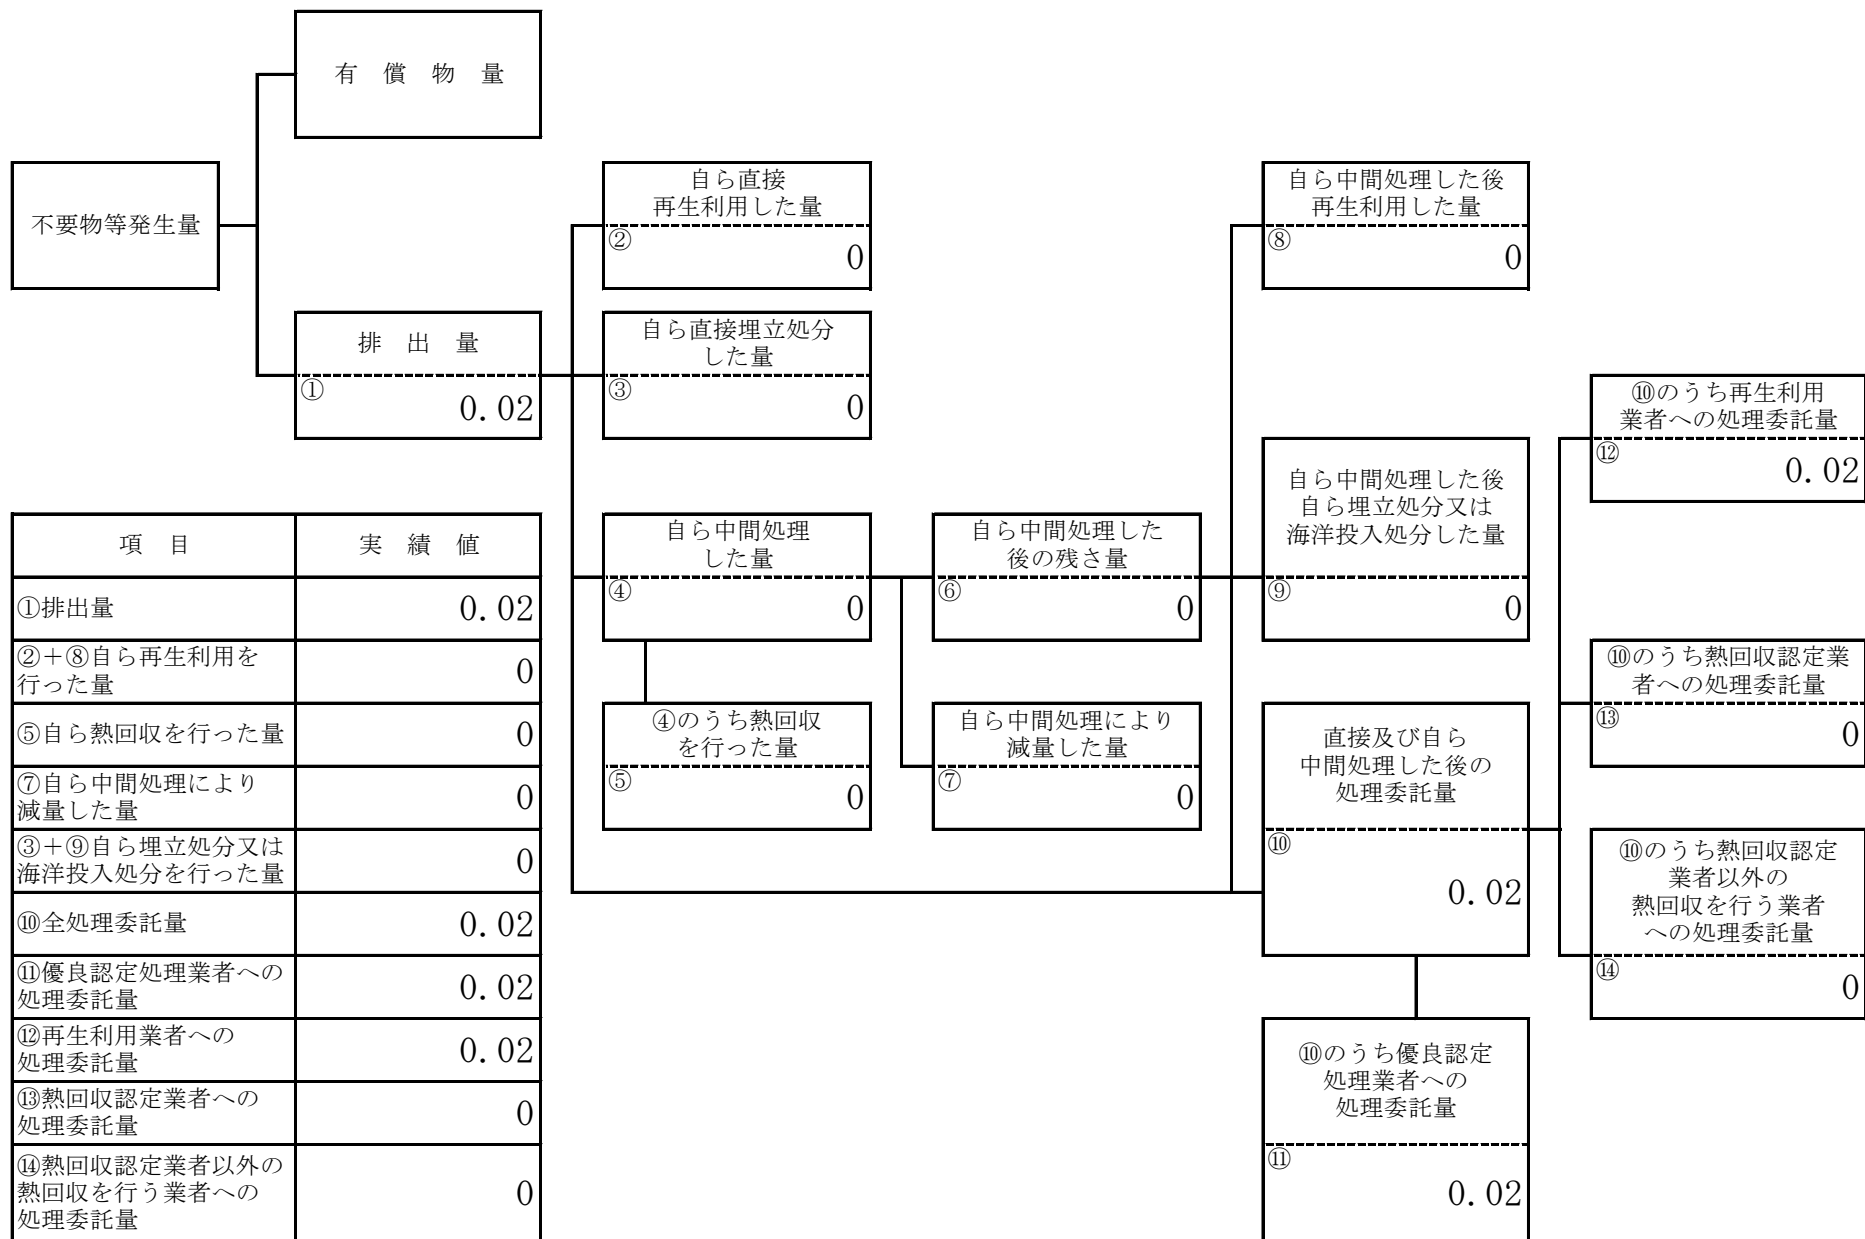 有 償 物 量
不要物等発生量
排 出 量
①
0.02
自ら直接
再生利用した量
②
0
自ら直接埋立処分
した量
③
0
自ら中間処理
した量
④
0
④のうち熱回収
を行った量
⑤
0
自ら中間処理した
後の残さ量
⑥
0
自ら中間処理により
減量した量
⑦
0
自ら中間処理した後
再生利用した量
⑧
0
自ら中間処理した後
自ら埋立処分又は
海洋投入処分した量
⑨
0
直接及び自ら
中間処理した後の
処理委託量
⑩
0.02
⑩のうち優良認定
処理業者への
処理委託量
⑪
0.02
⑩のうち再生利用
業者への処理委託量
⑫
0.02
⑩のうち熱回収認定業
者への処理委託量
⑬
0
⑩のうち熱回収認定
業者以外の
熱回収を行う業者
への処理委託量
⑭
0
項 目
実 績 値
①排出量
0.02
②＋⑧自ら再生利用を
行った量
0
⑤自ら熱回収を行った量
0
⑦自ら中間処理により
減量した量
0
③＋⑨自ら埋立処分又は
海洋投入処分を行った量
0
⑩全処理委託量
0.02
⑪優良認定処理業者への
処理委託量
0.02
⑫再生利用業者への
処理委託量
0.02
⑬熱回収認定業者への
処理委託量
0
⑭熱回収認定業者以外の
熱回収を行う業者への
処理委託量
0